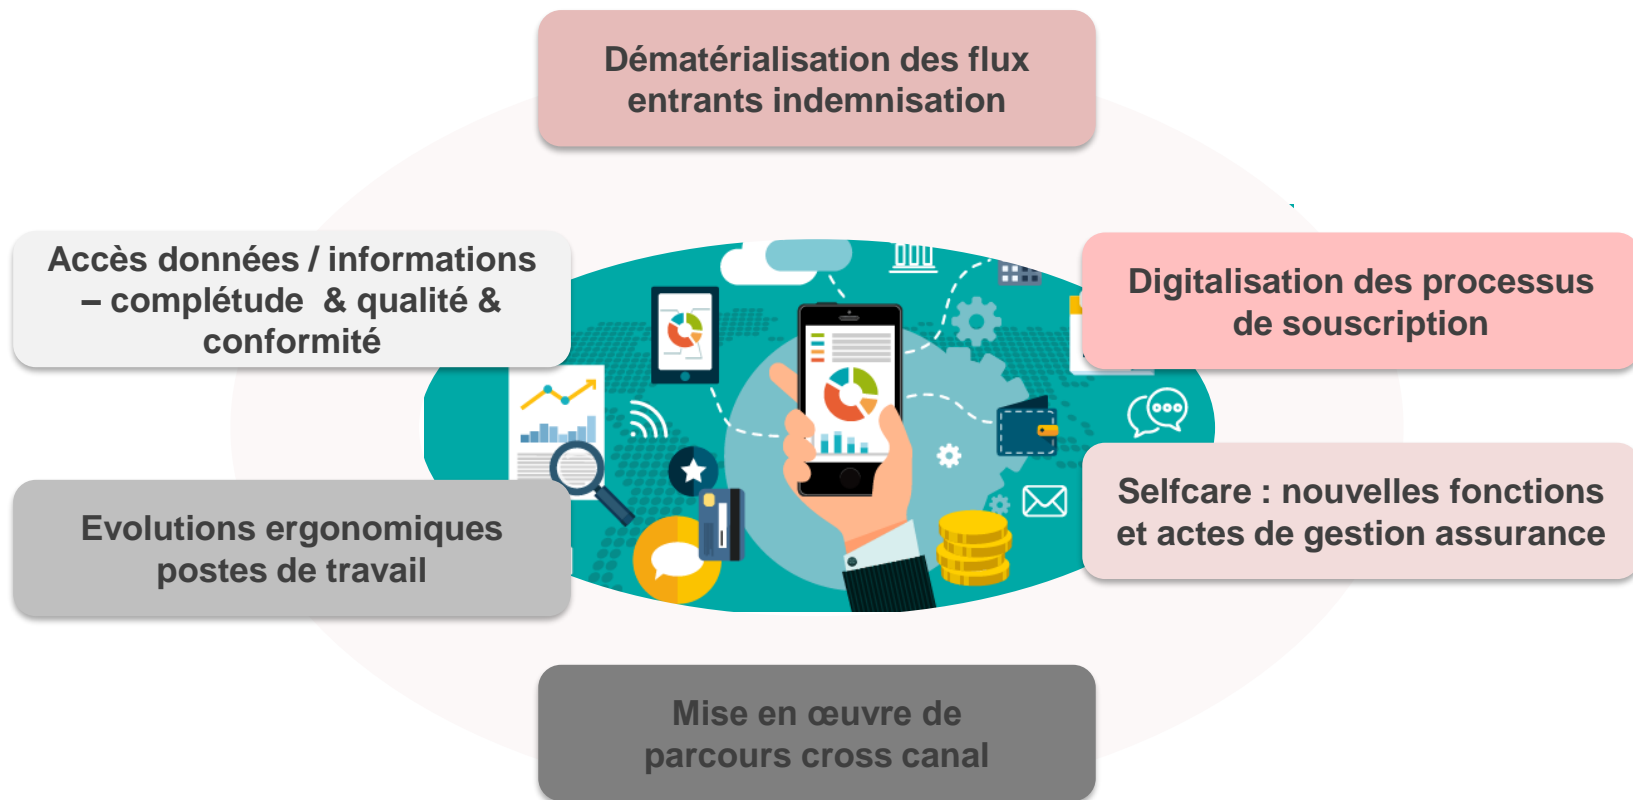 Dématérialisation des flux
entrants indemnisation
Accès données / informations
– complétude & qualité &
conformité
Digitalisation des processus
de souscription
Evolutions ergonomiques
postes de travail
Selfcare : nouvelles fonctions
et actes de gestion assurance
Mise en œuvre de
parcours cross canal